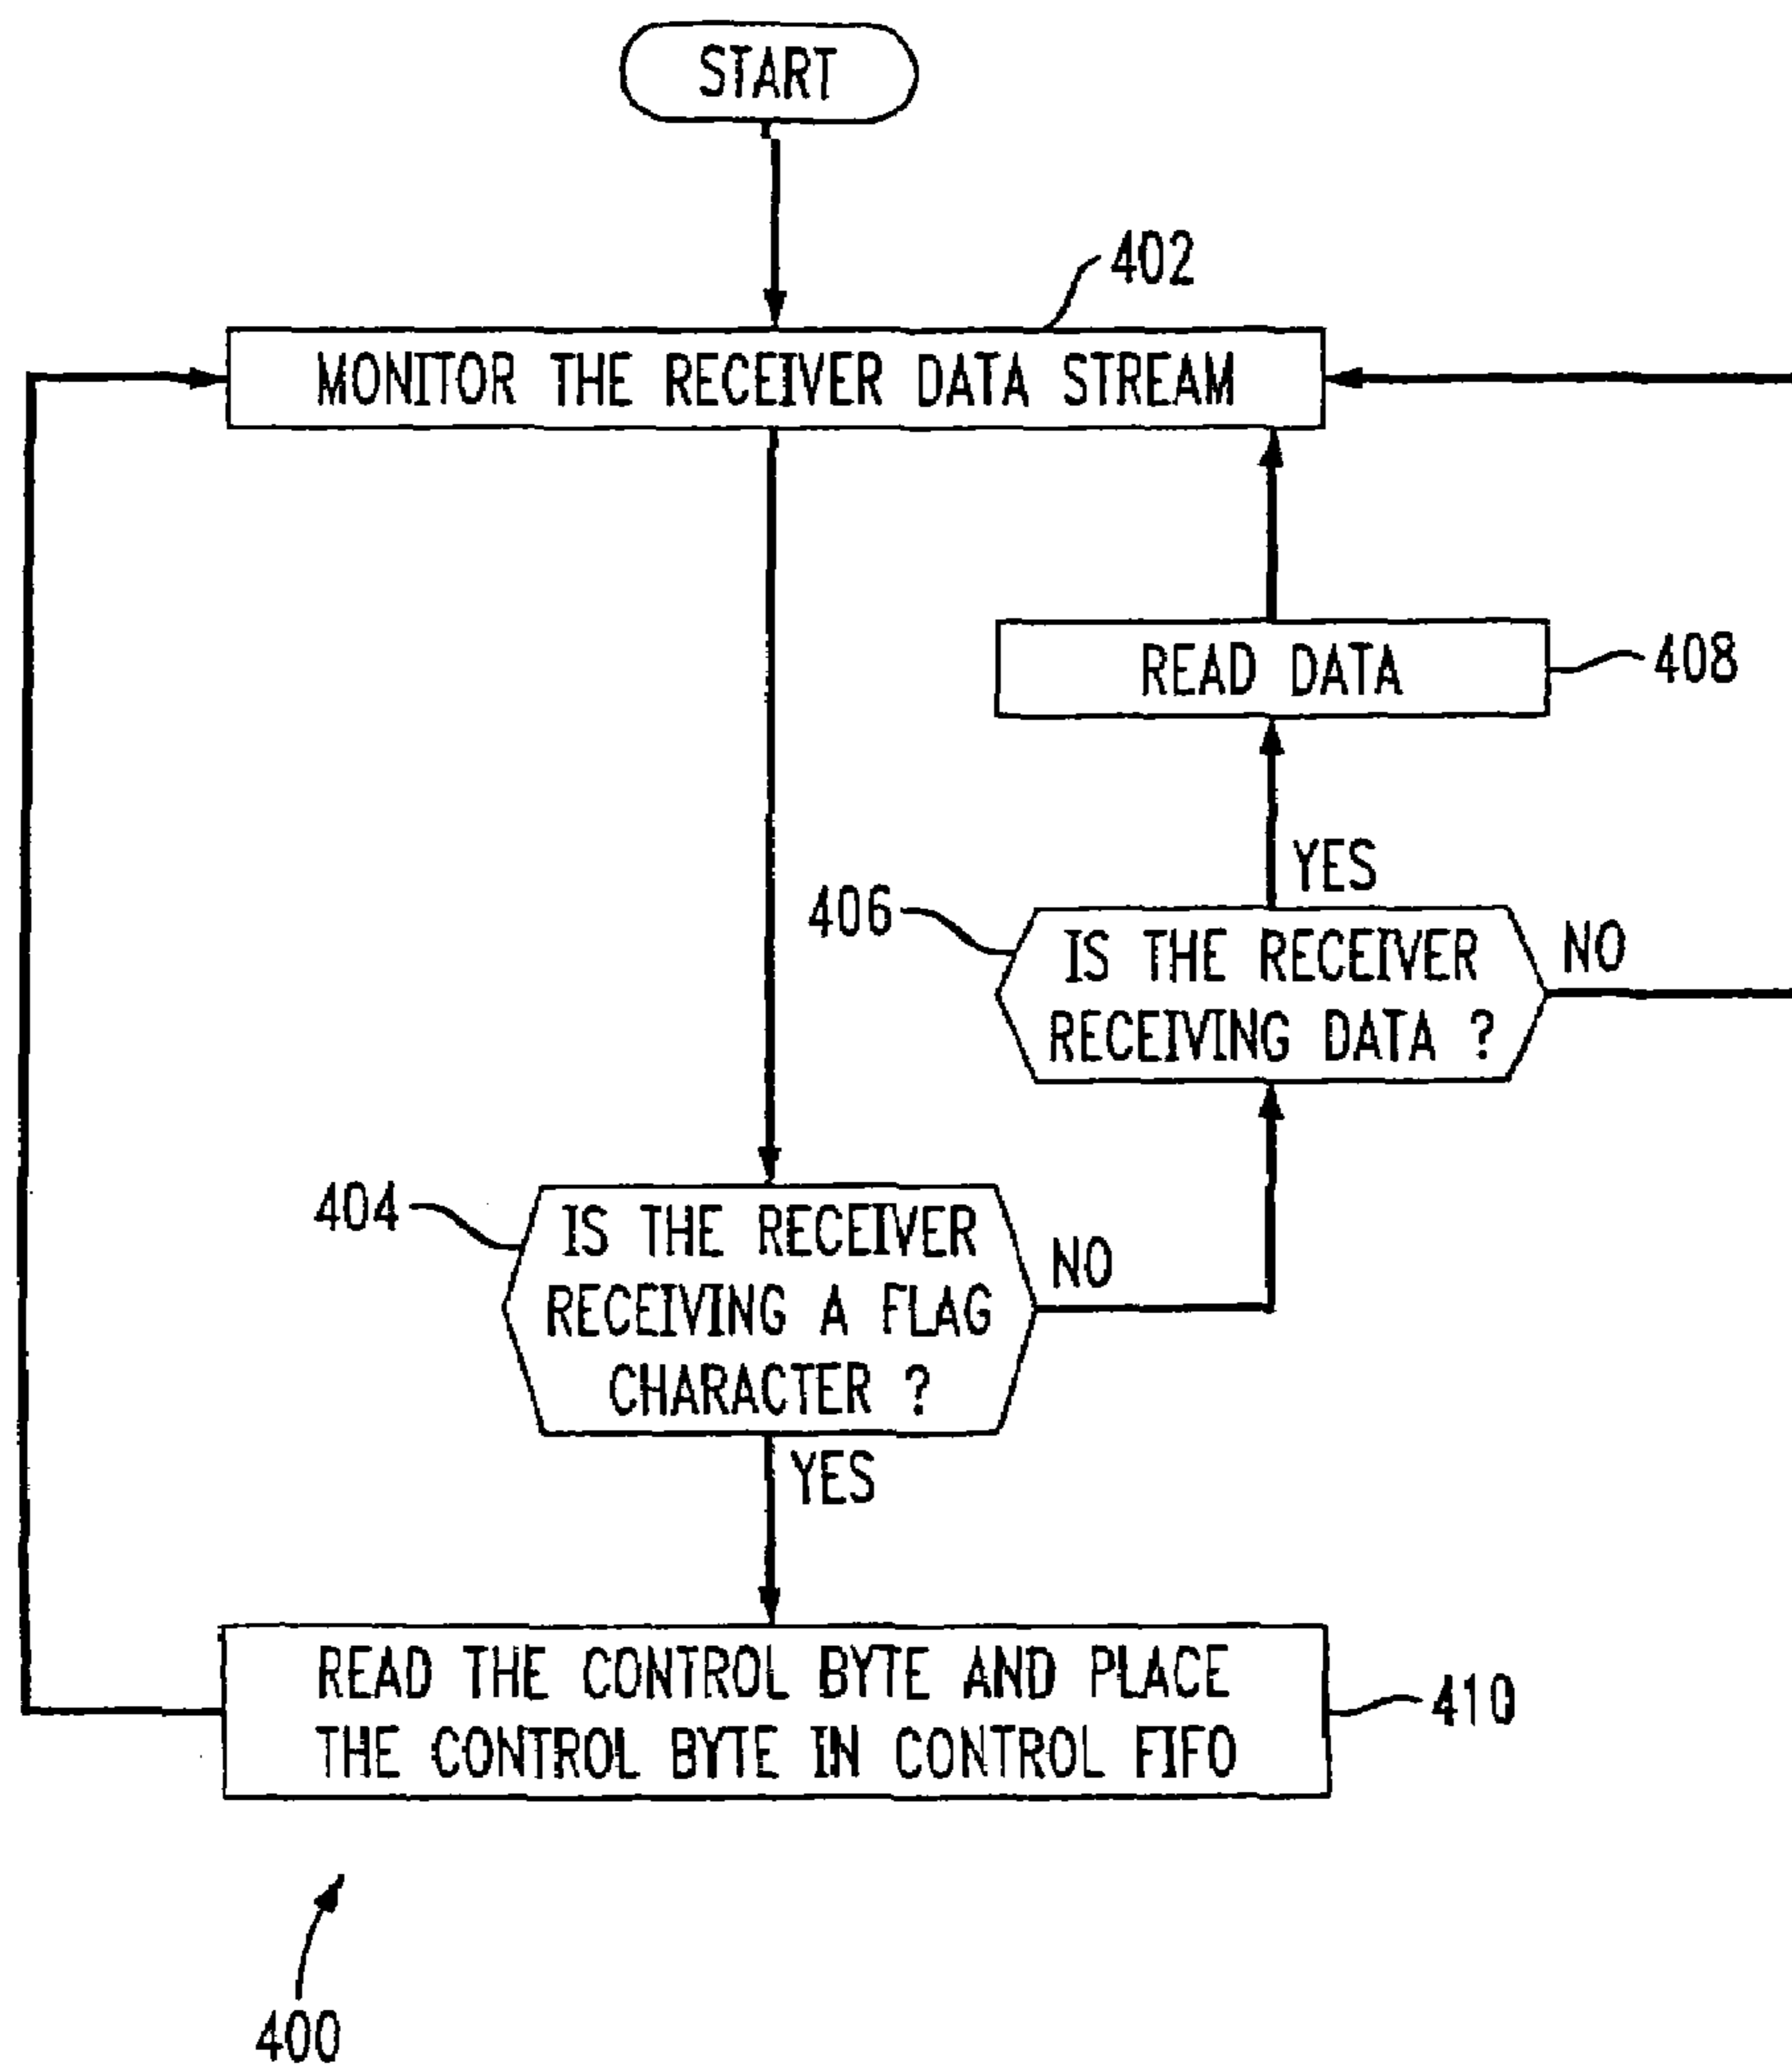 START
402
MONITOR THE RECEIVER DATA STREAM
READ DATA
408
YES
406
IS THE RECEIVER
RECEIVING DATA ?
NO
404
IS THE RECEIVER
RECEIVING A FLAG
CHARACTER ?
NO
YES
READ THE CONTROL BYTE AND PLACE
THE CONTROL BYTE IN CONTROL FIFO
410
400